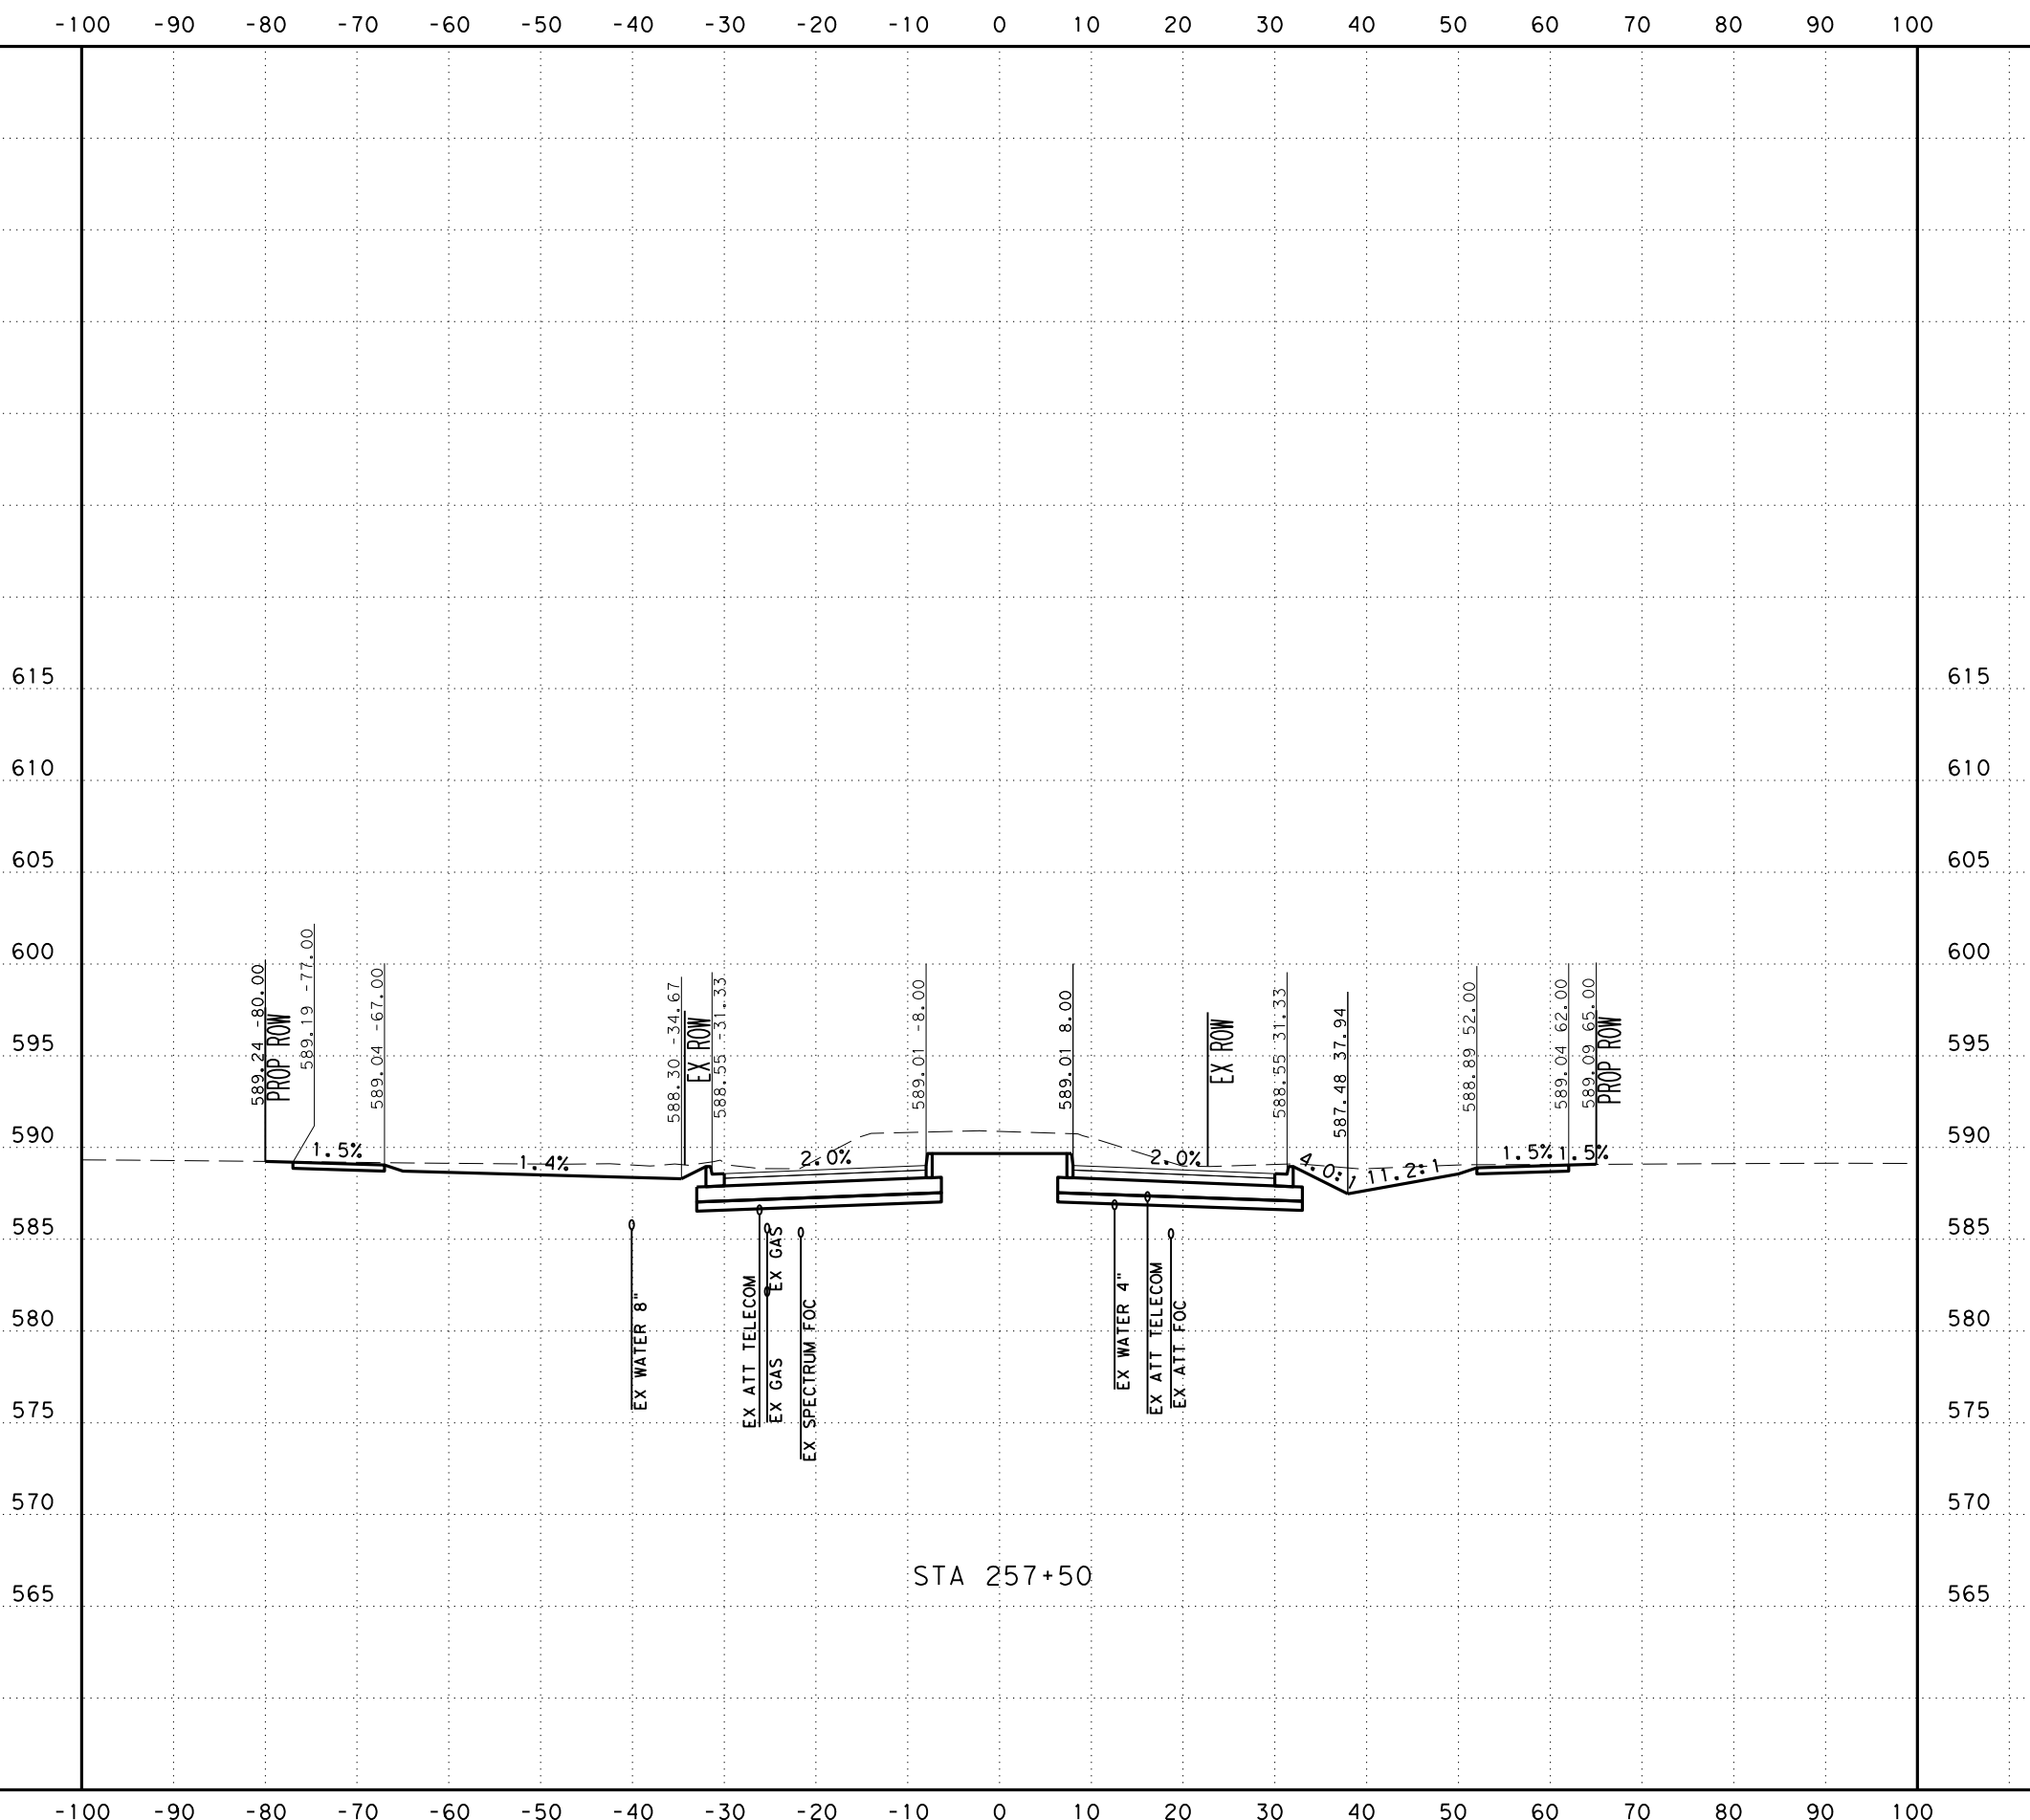 -100 -90 -80 -70 -60 -50 -40 -30 -20 -10 0 10 20 30 40 50 60 70 80 90 100
615 615
610 610
605 605
600 600
595 595
590 590
585 585
580 580
575 575
570 570
565 565
589.24 -80.00
PROP ROW
589.19 -77.00
589.04 -67.00
588.30 -34.67
EX ROW
588.55 -31.33
589.01 -8.00
589.01 8.00
EX ROW
588.55 31.33
587.48 37.94
588.89 52.00
589.04 62.00
589.09 65.00
PROP ROW
1.5%
1.4%
2.0%
2.0%
4.0:1
11.2:1
1.5%
1.5%
EX WATER 8"
EX ATT TELECOM
EX GAS
EX GAS
EX SPECTRUM FOC
EX WATER 4"
EX ATT TELECOM
EX ATT FOC
STA 257+50
-100 -90 -80 -70 -60 -50 -40 -30 -20 -10 0 10 20 30 40 50 60 70 80 90 100